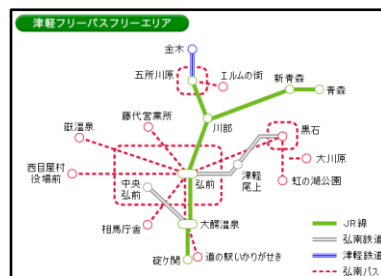 津軽フリーパスフリーエリア
金木
五所川原
エルムの街
新青森
青森
藤代営業所
川部
嶽温泉
黒石
西目屋村
役場前
中央
弘前
弘前
津軽
尾上
大川原
虹の湖公園
相馬庁舎
大鰐温泉
道の駅いかりがせき
碇ケ関
JR線
弘南鉄道
津軽鉄道
弘南バス